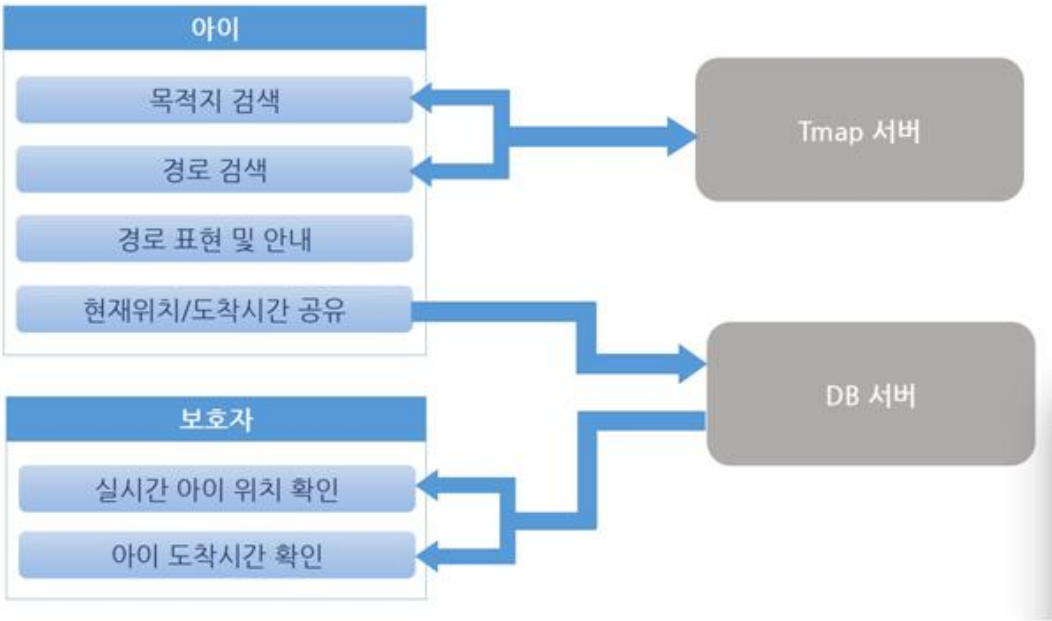 아이
목적지 검색
경로 검색
경로 표현 및 안내
현재위치/도착시간 공유
Tmap 서버
DB 서버
보호자
실시간 아이 위치 확인
아이 도착시간 확인